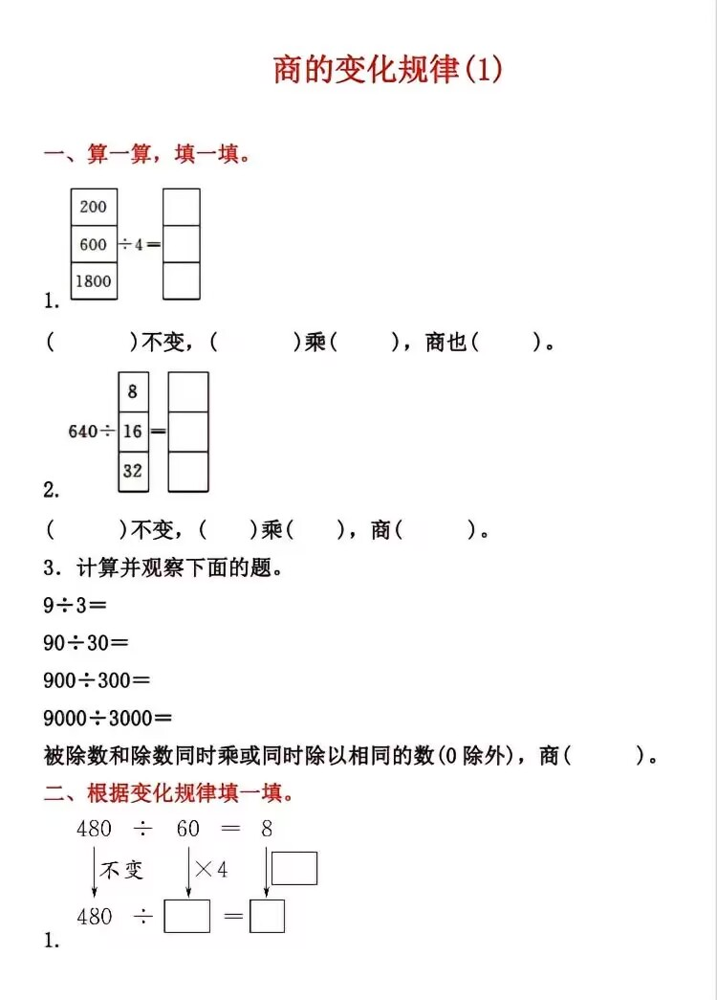 商的变化规律(1)
一、算一算，填一填。
200
600 ÷4＝
1800
1.
(　　　)不变，(　　　)乘(　　)，商也(　　)。
8
640÷ 16 ＝
32
2.
(　　　)不变，(　　)乘(　　)，商(　　　)。
3．计算并观察下面的题。
9÷3＝
90÷30＝
900÷300＝
9000÷3000＝
被除数和除数同时乘或同时除以相同的数(0除外)，商(　　　)。
二、根据变化规律填一填。
480 ÷ 60 ＝ 8
不变 ×4
480 ÷ ＝
1.